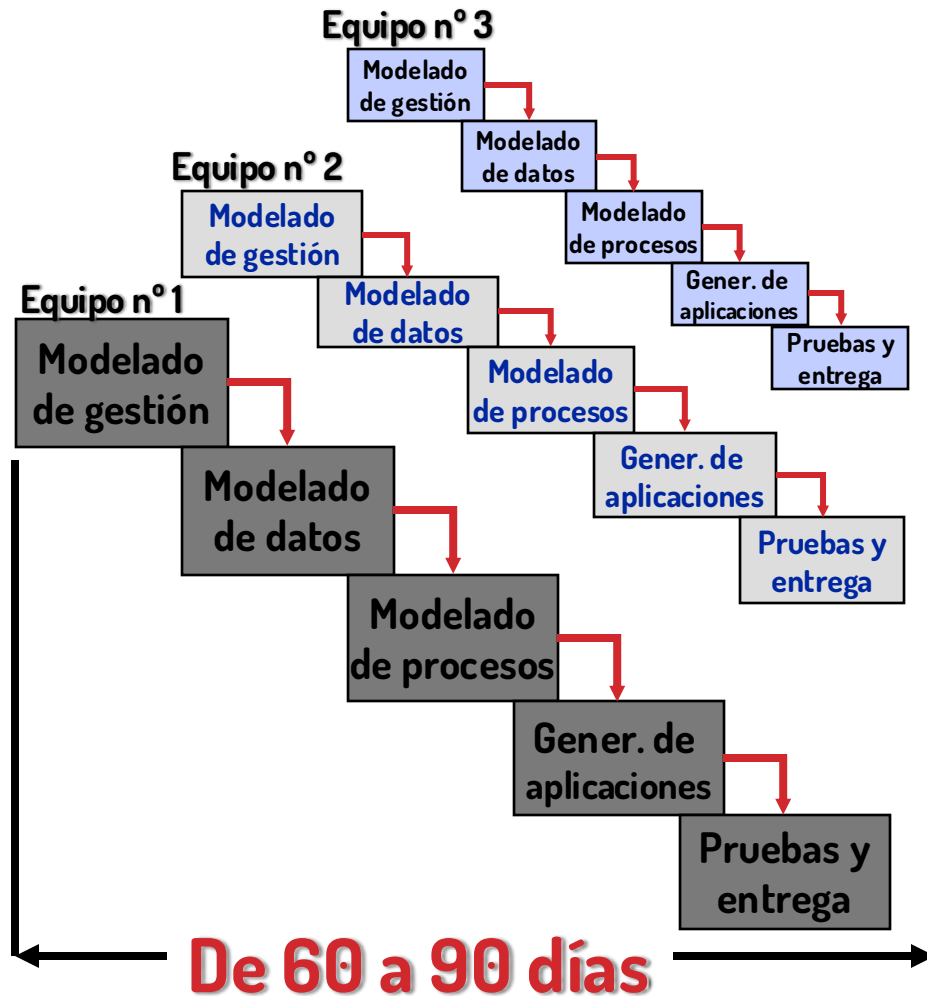 Equipo nº 3
Modelado
de gestión
Modelado
de datos
Modelado
de procesos
Gener. de
aplicaciones
Pruebas y
entrega
Equipo nº 2
Modelado
de gestión
Modelado
de datos
Modelado
de procesos
Gener. de
aplicaciones
Pruebas y
entrega
Equipo nº 1
Modelado
de gestión
Modelado
de datos
Modelado
de procesos
Gener. de
aplicaciones
Pruebas y
entrega
De 60 a 90 días